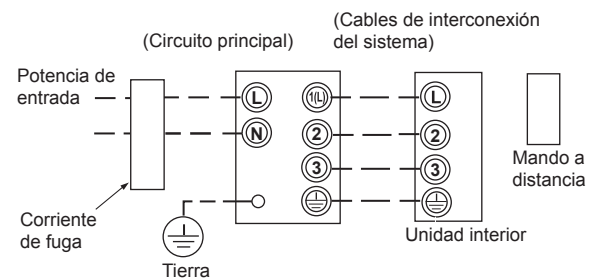 (Circuito principal)
(Cables de interconexión
del sistema)
Potencia de
entrada
L
N
1(L)
2
3
L
2
3
Mando a
distancia
Corriente
de fuga
Tierra
Unidad interior